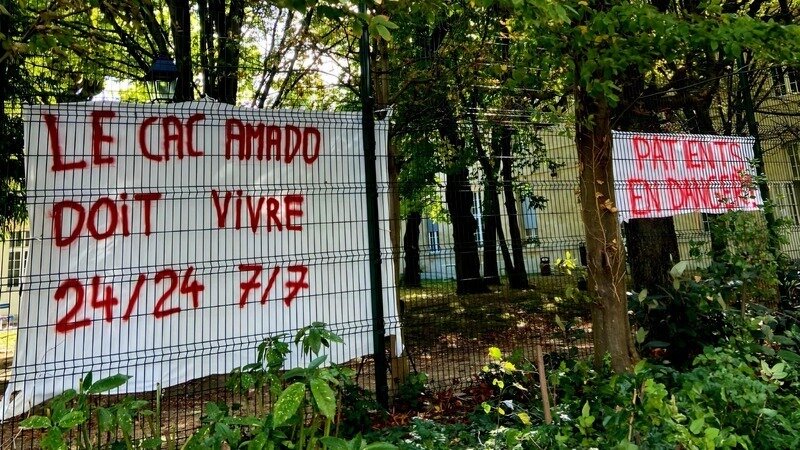 LE CAC AMADO
DOIT VIVRE
24/24 7/7
PATIENTS
EN DANGER